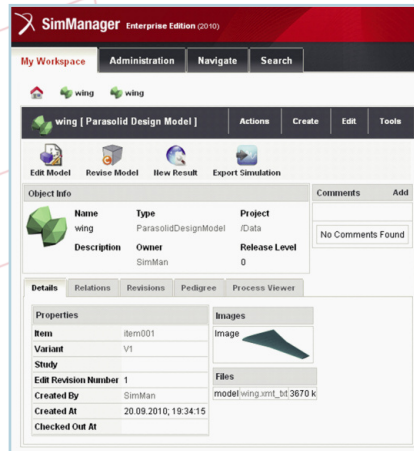 SimManager Enterprise Edition (2010)
My Workspace Administration Navigate Search
wing wing
wing [ Parasolid Design Model ] Actions Create Edit Tools
Edit Model Revise Model New Result Export Simulation
Object Info
Comments Add
Name Type Project
wing ParasolidDesignModel /Data
No Comments Found
Description Owner Release Level
SimMan 0
Details Relations Revisions Pedigree Process Viewer
Properties
Images
Item item001
Image
Variant V1
Study
Files
Edit Revision Number 1
model wing.xmt_txt 3670 k
Created By SimMan
Created At 20.09.2010; 19:34:15
Checked Out At